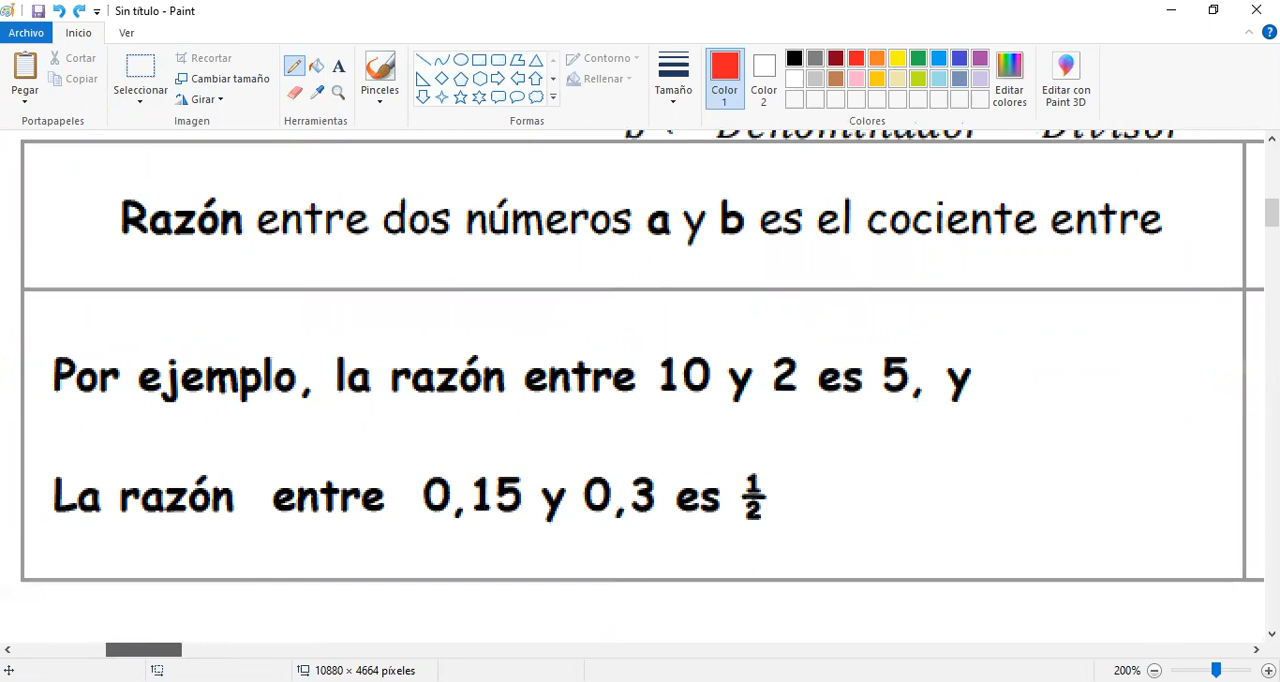 Sin título - Paint
Archivo Inicio Ver
Pegar
Cortar
Copiar
Portapapeles
Seleccionar
Recortar
Cambiar tamaño
Girar
Imagen
A
Herramientas
Pinceles
Contorno
Rellenar
Formas
Tamaño
Color
1
Color
2
Editar
colores
Colores
Editar con
Paint 3D
b Denominador Divisor
Razón entre dos números a y b es el cociente entre
Por ejemplo, la razón entre 10 y 2 es 5, y
La razón entre 0,15 y 0,3 es ½
10880 × 4664 píxeles
200%